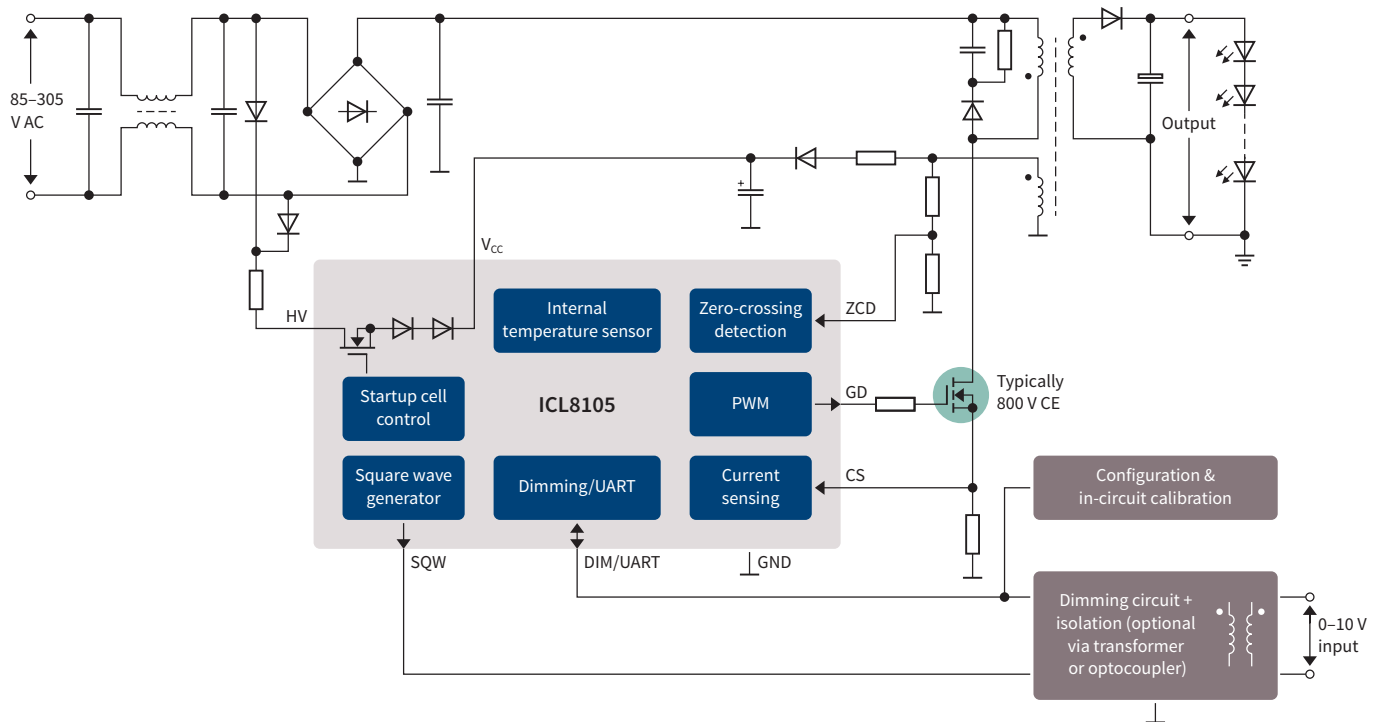 85–305
V AC
Output
V_CC
HV
Internal
temperature sensor
Zero-crossing
detection
ZCD
Startup cell
control
ICL8105
PWM
GD
Typically
800 V CE
Square wave
generator
Dimming/UART
Current
sensing
CS
Configuration &
in-circuit calibration
SQW
DIM/UART
GND
Dimming circuit +
isolation (optional
via transformer
or optocoupler)
0–10 V
input
+